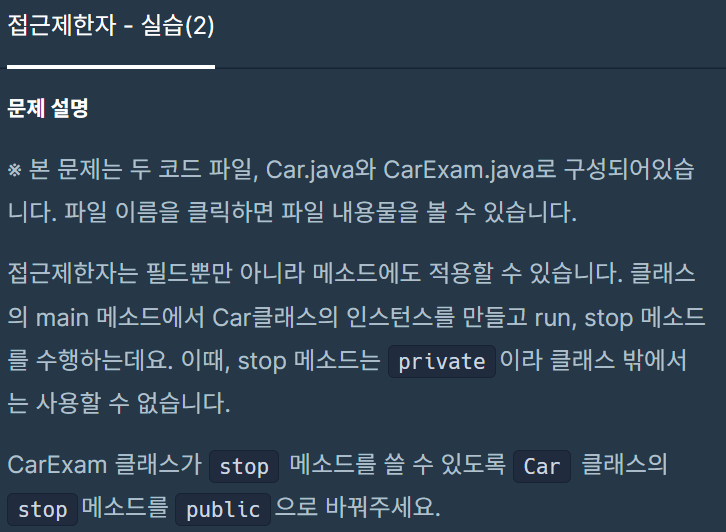 접근제한자 - 실습(2)
문제 설명
※ 본 문제는 두 코드 파일, Car.java와 CarExam.java로 구성되어있습
니다. 파일 이름을 클릭하면 파일 내용물을 볼 수 있습니다.
접근제한자는 필드뿐만 아니라 메소드에도 적용할 수 있습니다. 클래스
의 main 메소드에서 Car클래스의 인스턴스를 만들고 run, stop 메소드
를 수행하는데요. 이때, stop 메소드는 private 이라 클래스 밖에서
는 사용할 수 없습니다.
CarExam 클래스가 stop 메소드를 쓸 수 있도록 Car 클래스의
stop 메소드를 public 으로 바꿔주세요.